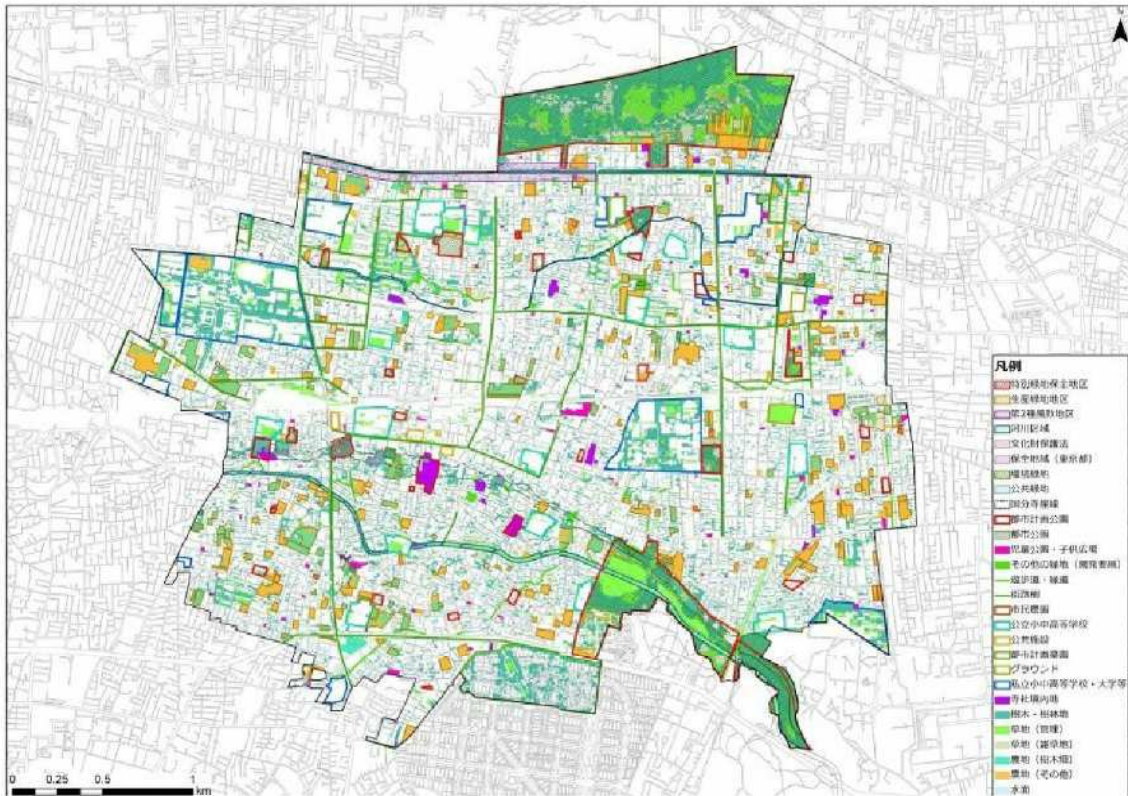 凡例
特別緑地保全地区
生産緑地地区
第2種風致地区
河川区域
文化財保護法
保全地域（東京都）
環境緑地
公共緑地
国分寺崖線
都市計画公園
都市公園
児童公園・子供広場
その他の緑地（開発要綱）
遊歩道・緑道
街路樹
市民農園
公立小中高等学校
公共施設
都市計画霊園
グラウンド
私立小中高等学校・大学等
寺社境内地
樹木・樹林地
草地（管理）
草地（雑草地）
農地（樹木畑）
農地（その他）
水面
0 0.25 0.5 1
km